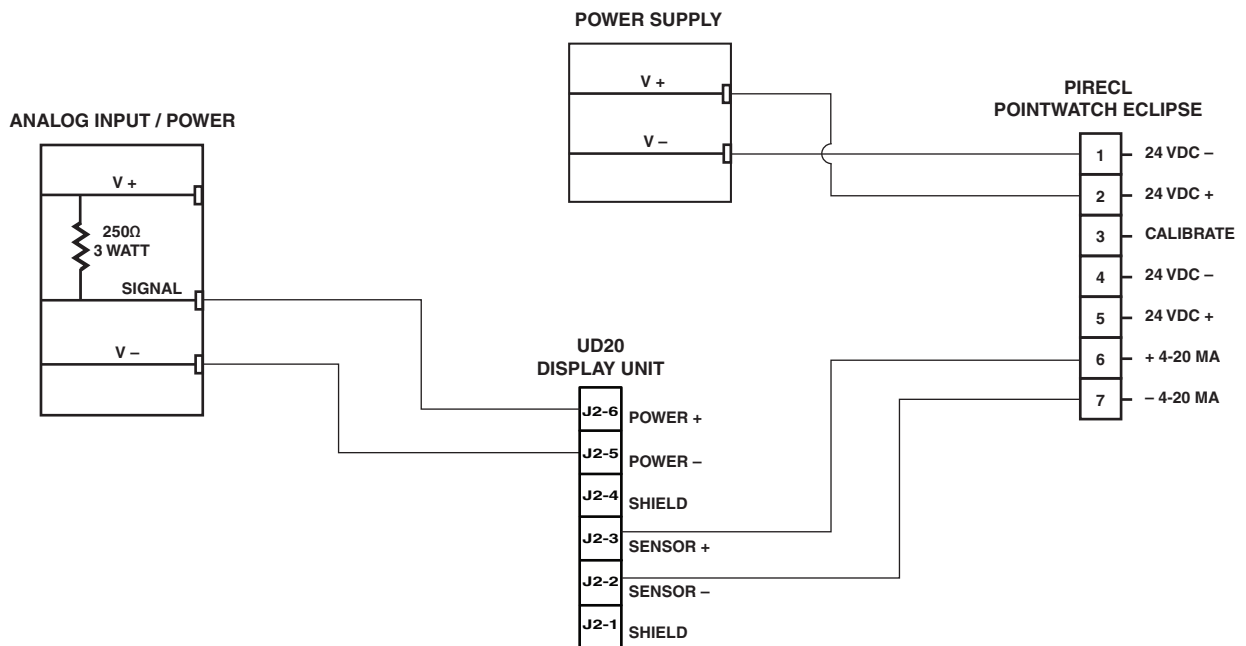 POWER SUPPLY
V +
V –
ANALOG INPUT / POWER
V +
250Ω
3 WATT
SIGNAL
V –
PIRECL
POINTWATCH ECLIPSE
1 24 VDC –
2 24 VDC +
3 CALIBRATE
4 24 VDC –
5 24 VDC +
6 + 4-20 MA
7 – 4-20 MA
UD20
DISPLAY UNIT
J2-6 POWER +
J2-5 POWER –
J2-4 SHIELD
J2-3 SENSOR +
J2-2 SENSOR –
J2-1 SHIELD